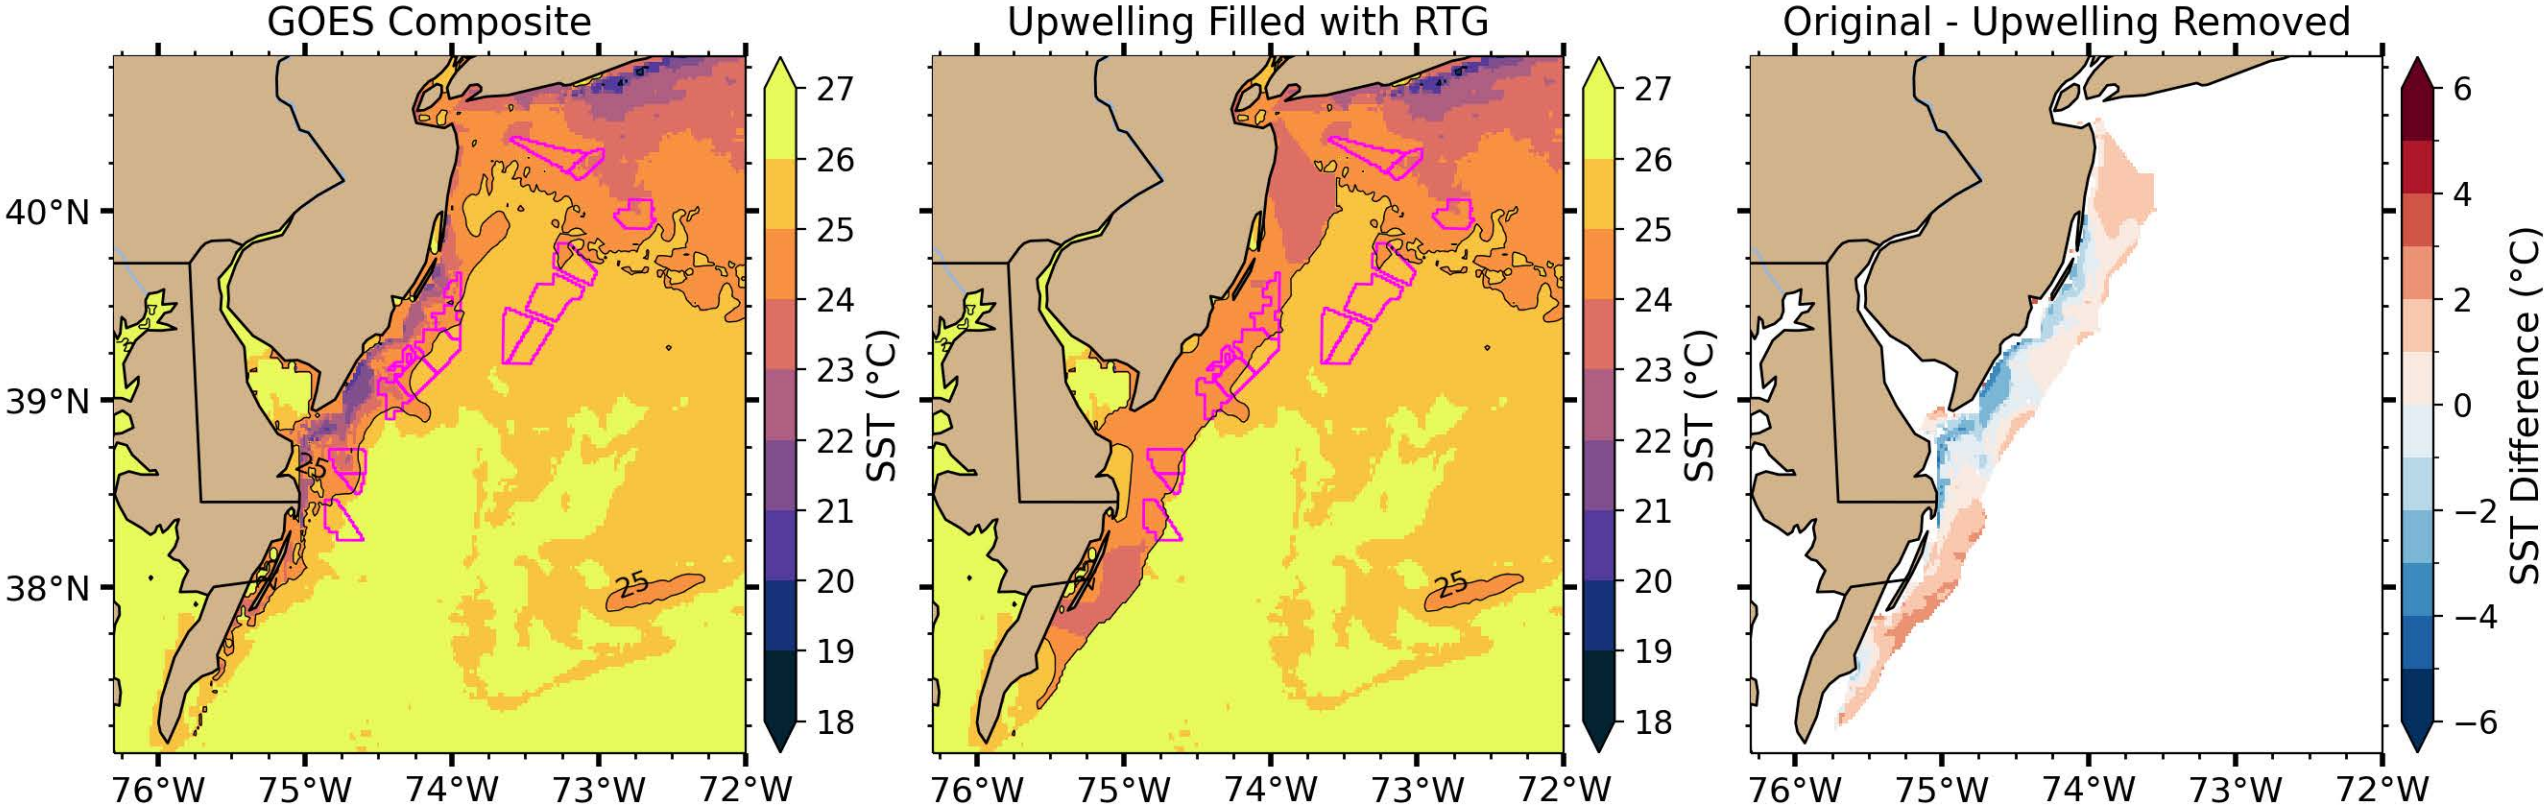 GOES Composite
Upwelling Filled with RTG
Original - Upwelling Removed
40°N
39°N
38°N
25
25
76°W
75°W
74°W
73°W
72°W
27
26
25
24
23
22
21
20
19
18
SST (°C)
25
76°W
75°W
74°W
73°W
72°W
27
26
25
24
23
22
21
20
19
18
SST (°C)
76°W
75°W
74°W
73°W
72°W
6
4
2
0
−2
−4
−6
SST Difference (°C)